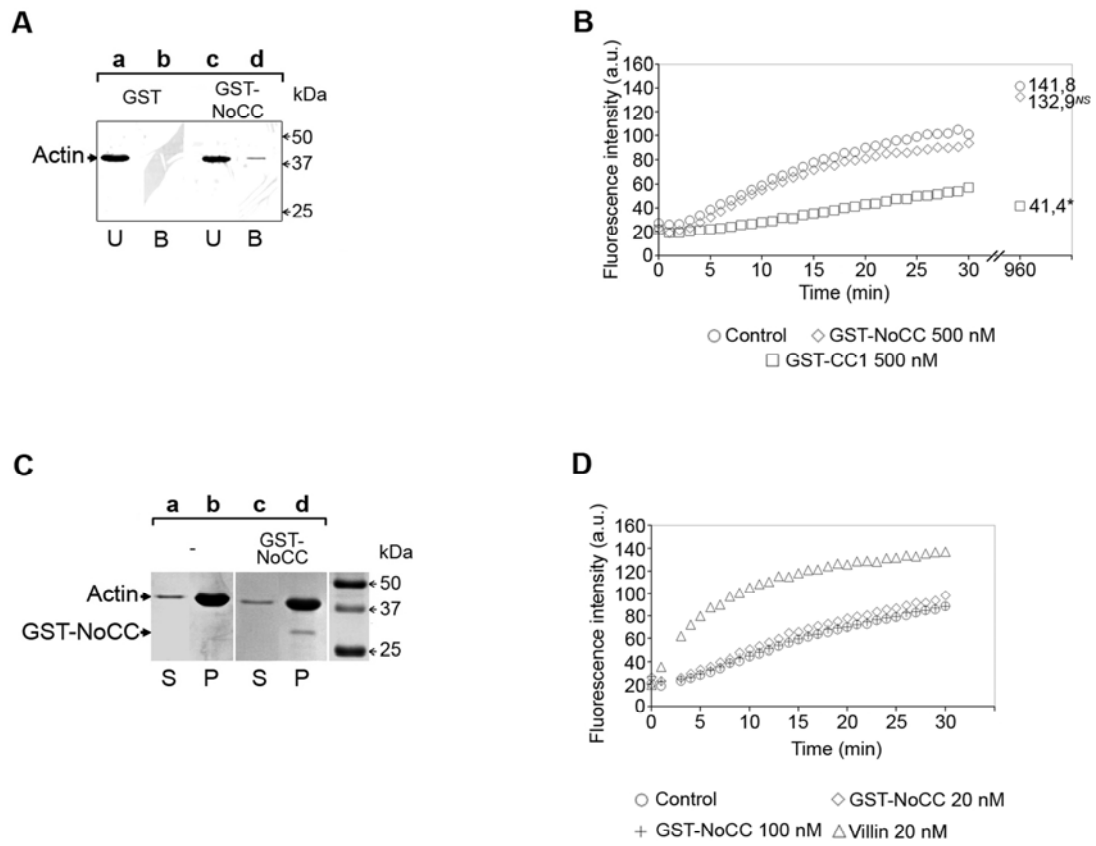 A
a b c d
GST GST-
NoCC kDa
50
Actin 37
25
U B U B
B
Fluorescence intensity (a.u.)
160
140
120
100
80
60
40
20
0
141,8
132,9NS
41,4*
0 5 10 15 20 25 30 960
Time (min)
Control GST-NoCC 500 nM
GST-CC1 500 nM
C
a b c d
- GST-
NoCC kDa
Actin 50
37
GST-NoCC 25
S P S P
D
Fluorescence intensity (a.u.)
160
140
120
100
80
60
40
20
0
0 5 10 15 20 25 30
Time (min)
Control GST-NoCC 20 nM
GST-NoCC 100 nM Villin 20 nM